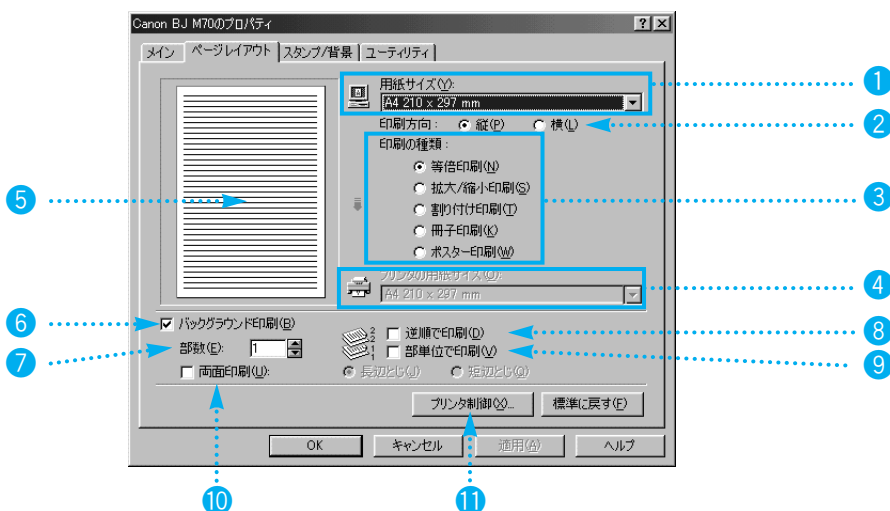 Canon BJ M70のプロパティ
メイン ページレイアウト スタンプ/背景 ユーティリティ
用紙サイズ(Y):
A4 210 x 297 mm
印刷方向: 縦(P) 横(L)
印刷の種類:
等倍印刷(N)
拡大/縮小印刷(S)
割り付け印刷(T)
冊子印刷(K)
ポスター印刷(W)
プリンタの用紙サイズ(O):
A4 210 x 297 mm
バックグラウンド印刷(B)
部数(E): 1
両面印刷(U):
逆順で印刷(D)
部単位で印刷(V)
長辺とじ(J) 短辺とじ(Q)
プリンタ制御(X)... 標準に戻す(F)
OK キャンセル 適用(A) ヘルプ
1
2
3
4
5
6
7
8
9
10
11